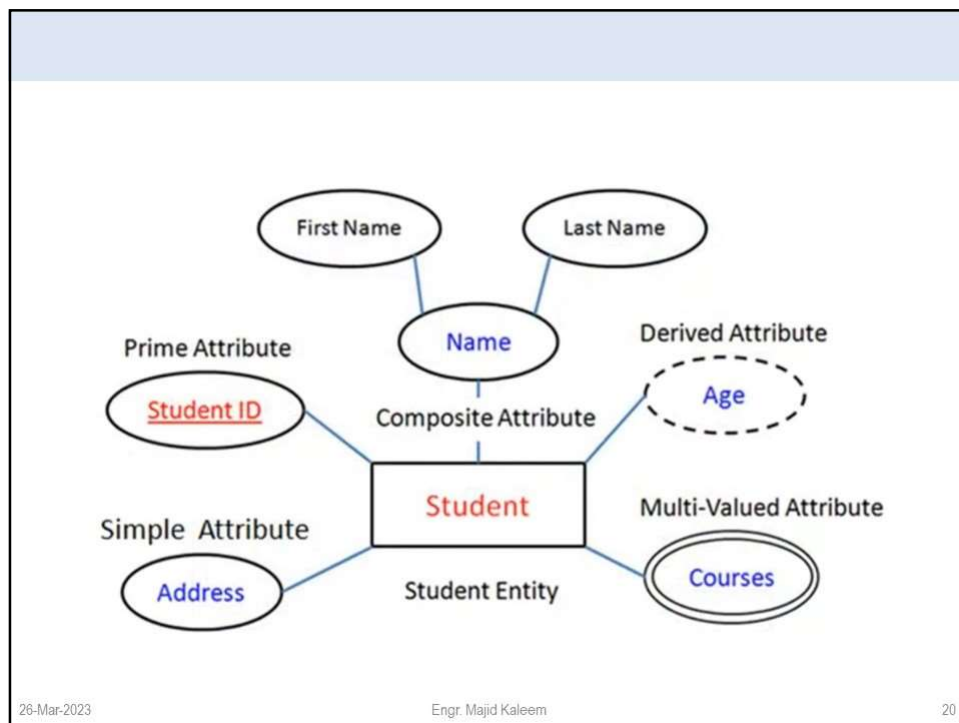 First Name
Last Name
Name
Prime Attribute
Derived Attribute
Student ID
Age
Composite Attribute
Student
Simple Attribute
Multi-Valued Attribute
Address
Student Entity
Courses
26-Mar-2023
Engr. Majid Kaleem
20